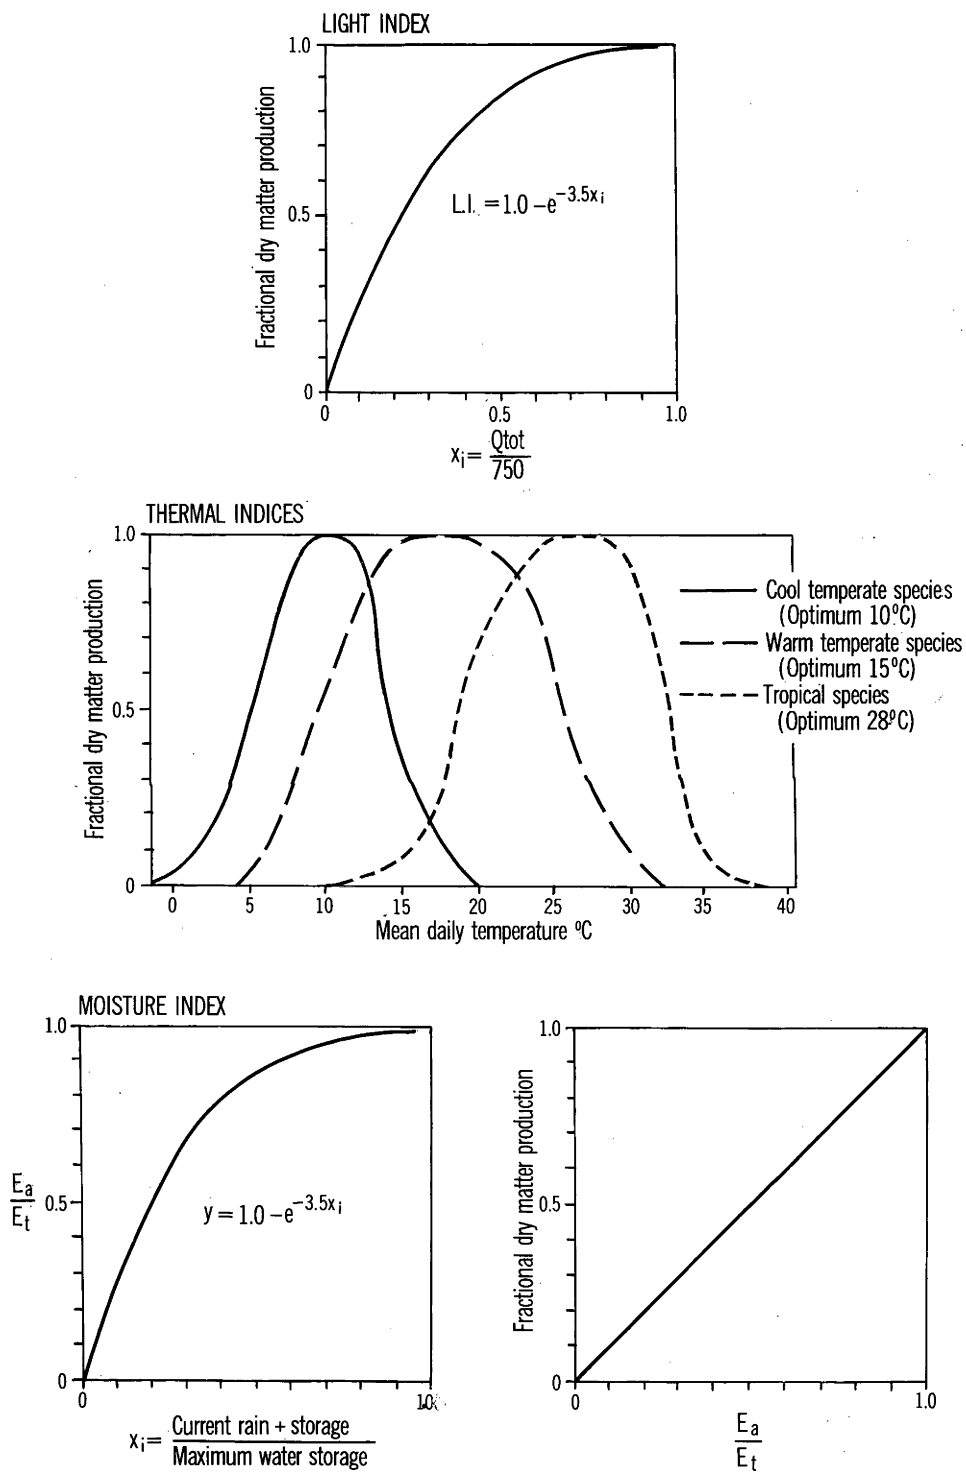 LIGHT INDEX
1.0
0.5
0
Fractional dry matter production
L.I. = 1.0 – e^–3.5xi
0 0.5 1.0
xi = Qtot
750
THERMAL INDICES
1.0
0.5
0
Fractional dry matter production
Cool temperate species
(Optimum 10°C)
Warm temperate species
(Optimum 15°C)
Tropical species
(Optimum 28°C)
0 5 10 15 20 25 30 35 40
Mean daily temperature °C
MOISTURE INDEX
1.0
0.5
0
Ea
Et
y = 1.0 – e^–3.5xi
0 1.0
xi = Current rain + storage
Maximum water storage
1.0
0.5
0
Fractional dry matter production
0 1.0
Ea
Et